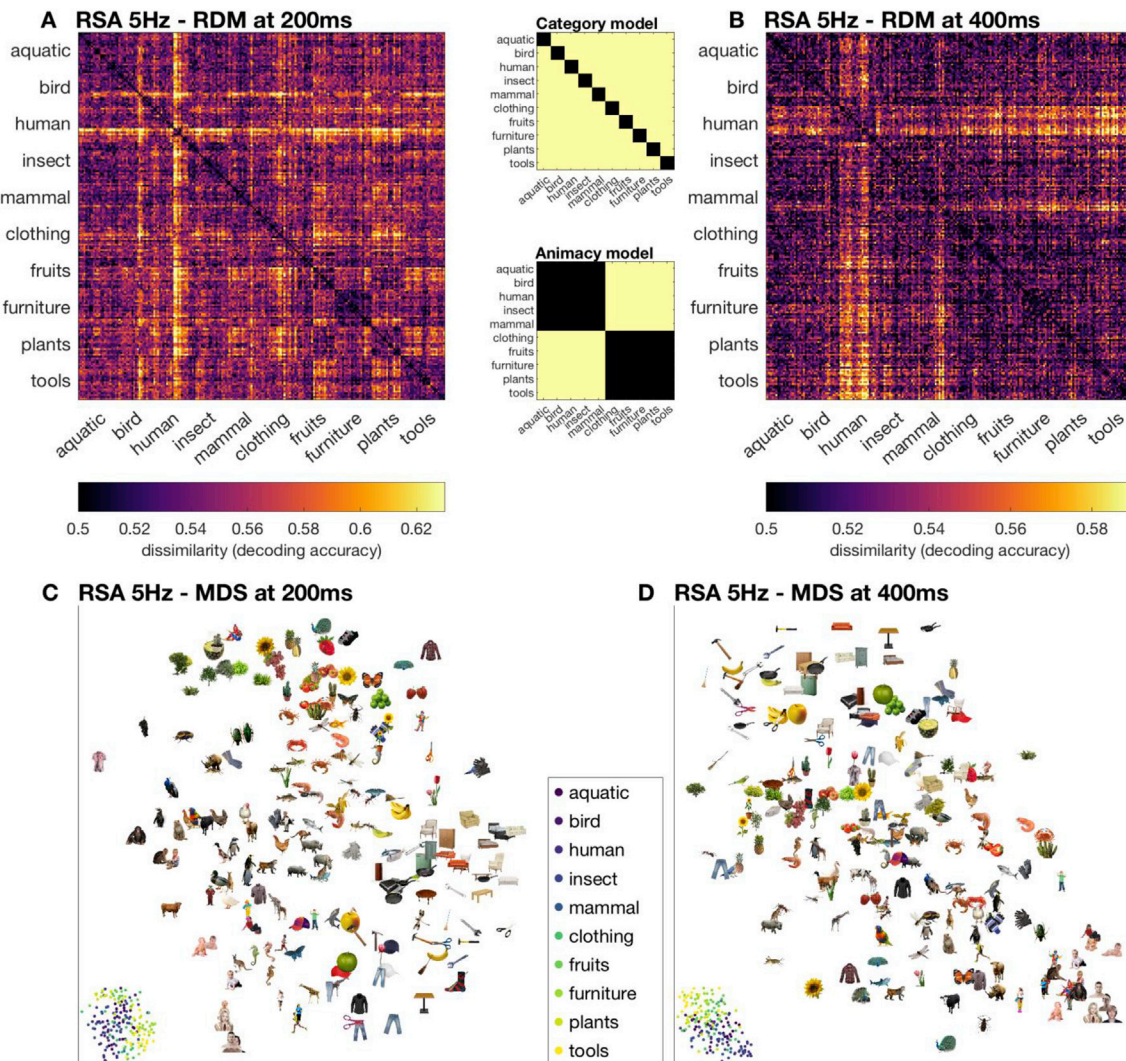 A RSA 5Hz - RDM at 200ms
aquatic
bird
human
insect
mammal
clothing
fruits
furniture
plants
tools
aquatic
bird
human
insect
mammal
clothing
fruits
furniture
plants
tools
0.5 0.52 0.54 0.56 0.58 0.6 0.62
dissimilarity (decoding accuracy)
Category model
aquatic
bird
human
insect
mammal
clothing
fruits
furniture
plants
tools
aquatic
bird
human
insect
mammal
clothing
fruits
furniture
plants
tools
Animacy model
aquatic
bird
human
insect
mammal
clothing
fruits
furniture
plants
tools
aquatic
bird
human
insect
mammal
clothing
fruits
furniture
plants
tools
B RSA 5Hz - RDM at 400ms
aquatic
bird
human
insect
mammal
clothing
fruits
furniture
plants
tools
aquatic
bird
human
insect
mammal
clothing
fruits
furniture
plants
tools
0.5 0.52 0.54 0.56 0.58
dissimilarity (decoding accuracy)
C RSA 5Hz - MDS at 200ms
aquatic
bird
human
insect
mammal
clothing
fruits
furniture
plants
tools
D RSA 5Hz - MDS at 400ms